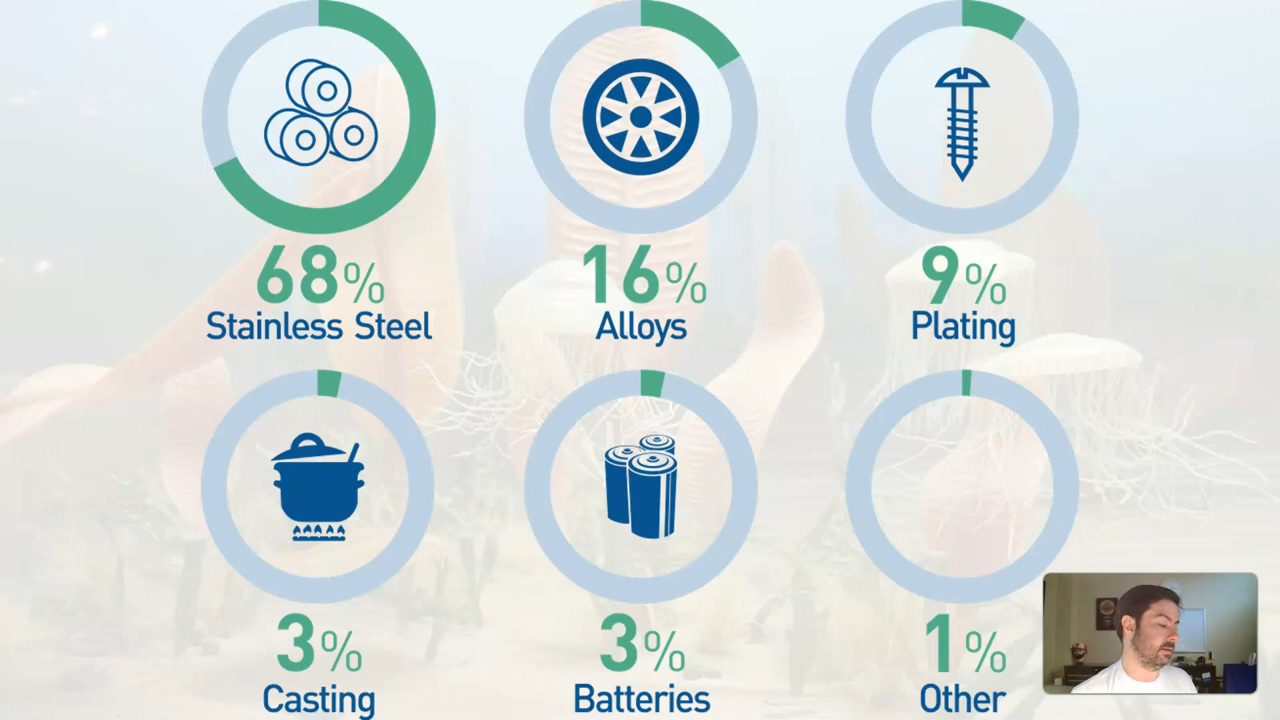 68% 16% 9%
Stainless Steel Alloys Plating
3% 3% 1%
Casting Batteries Other